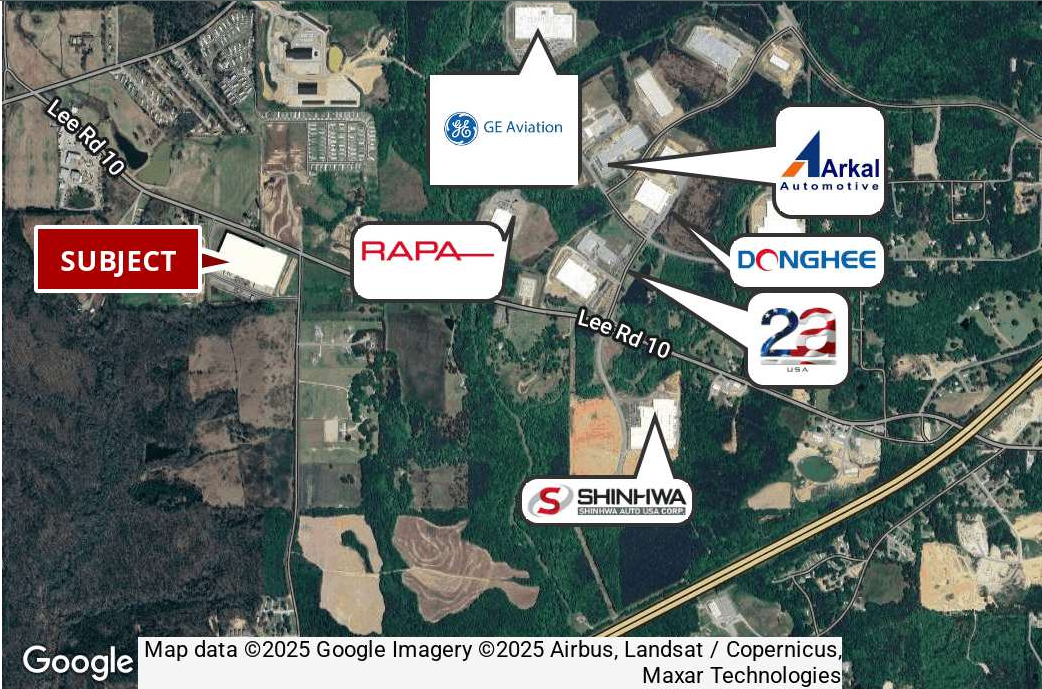 GE Aviation
Lee Rd 10
Arkal
Automotive
RAPA
DONGHEE
SUBJECT
2a
USA
Lee Rd 10
SHINHWA
SHINHWA AUTO USA CORP.
Google
Map data ©2025 Google Imagery ©2025 Airbus, Landsat / Copernicus,
Maxar Technologies